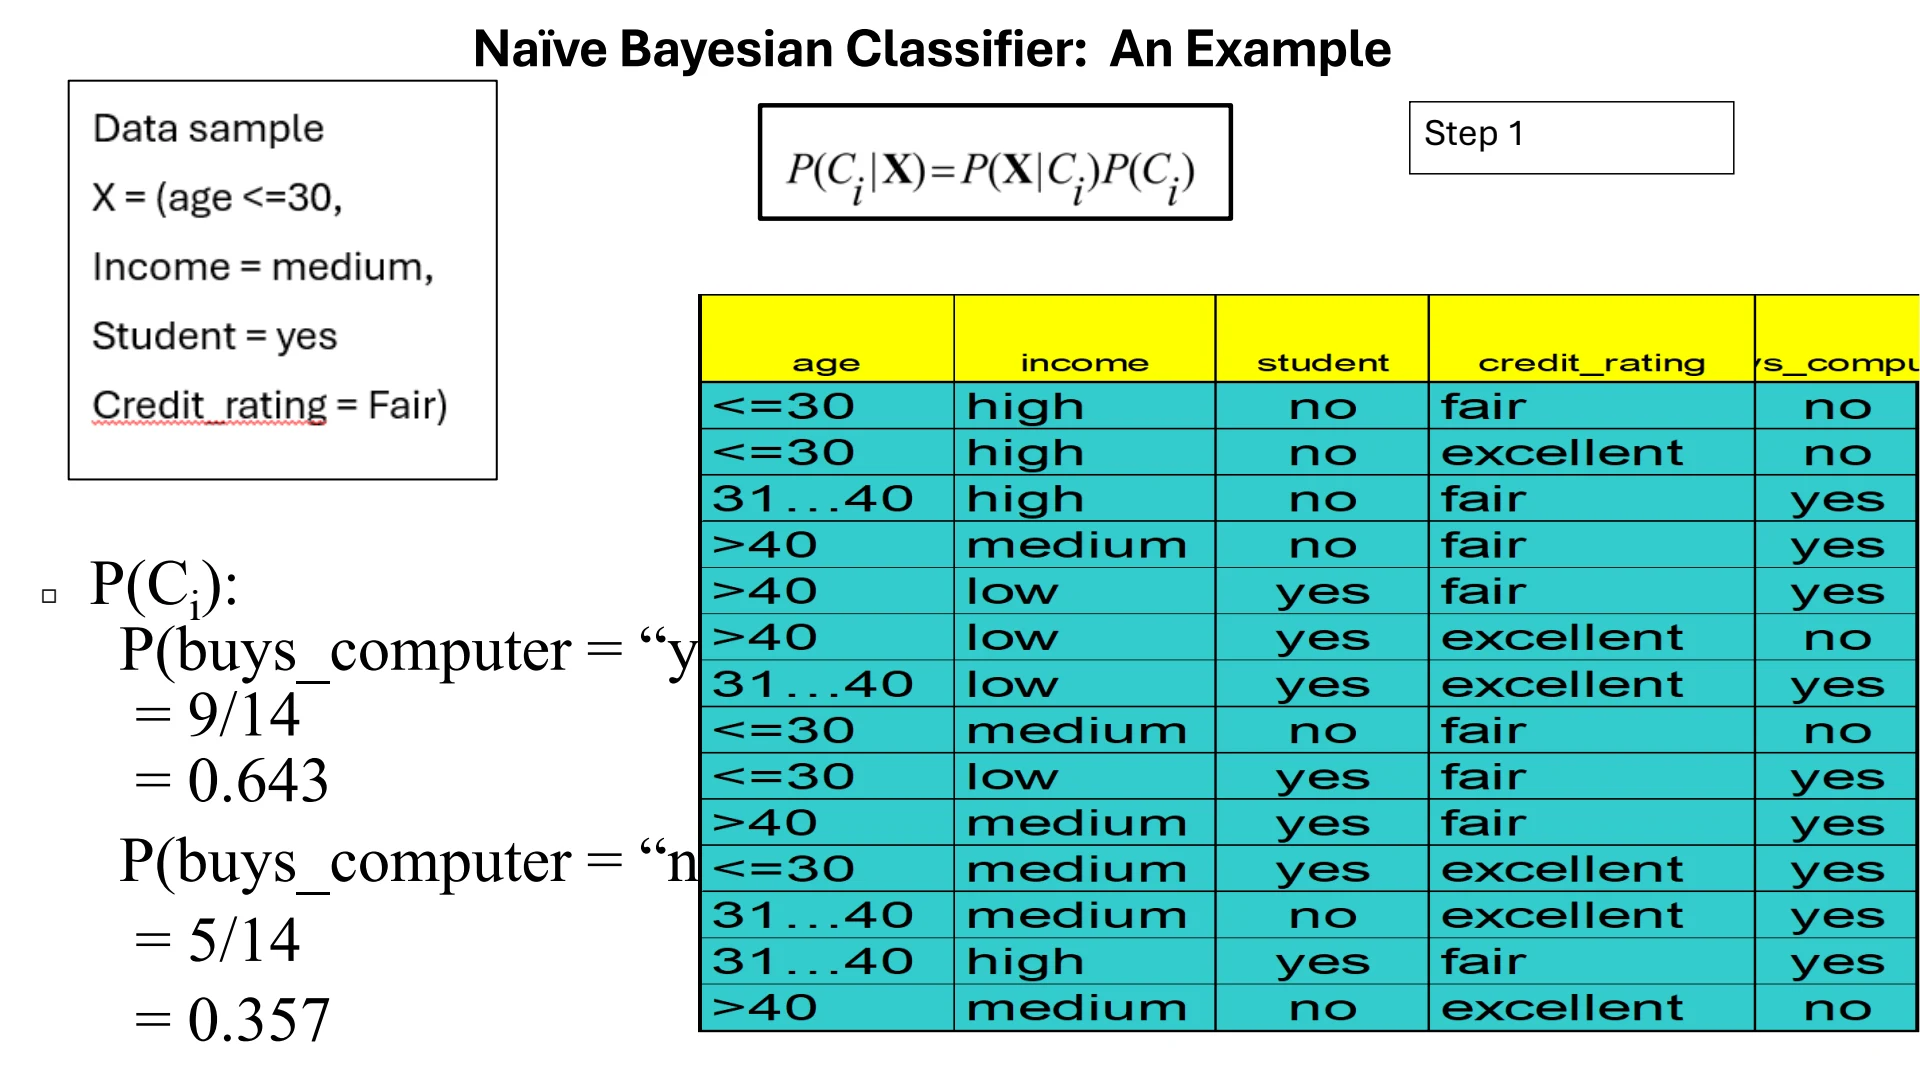 Naïve Bayesian Classifier: An Example
Data sample
X = (age <=30,
Income = medium,
Student = yes
Credit_rating = Fair)
P(Ci|X)=P(X|Ci)P(Ci)
Step 1
P(Ci):
P(buys_computer = “y
= 9/14
= 0.643
P(buys_computer = “n
= 5/14
= 0.357
age income student credit_rating ys_compu
<=30 high no fair no
<=30 high no excellent no
31...40 high no fair yes
>40 medium no fair yes
>40 low yes fair yes
>40 low yes excellent no
31...40 low yes excellent yes
<=30 medium no fair no
<=30 low yes fair yes
>40 medium yes fair yes
<=30 medium yes excellent yes
31...40 medium no excellent yes
31...40 high yes fair yes
>40 medium no excellent no